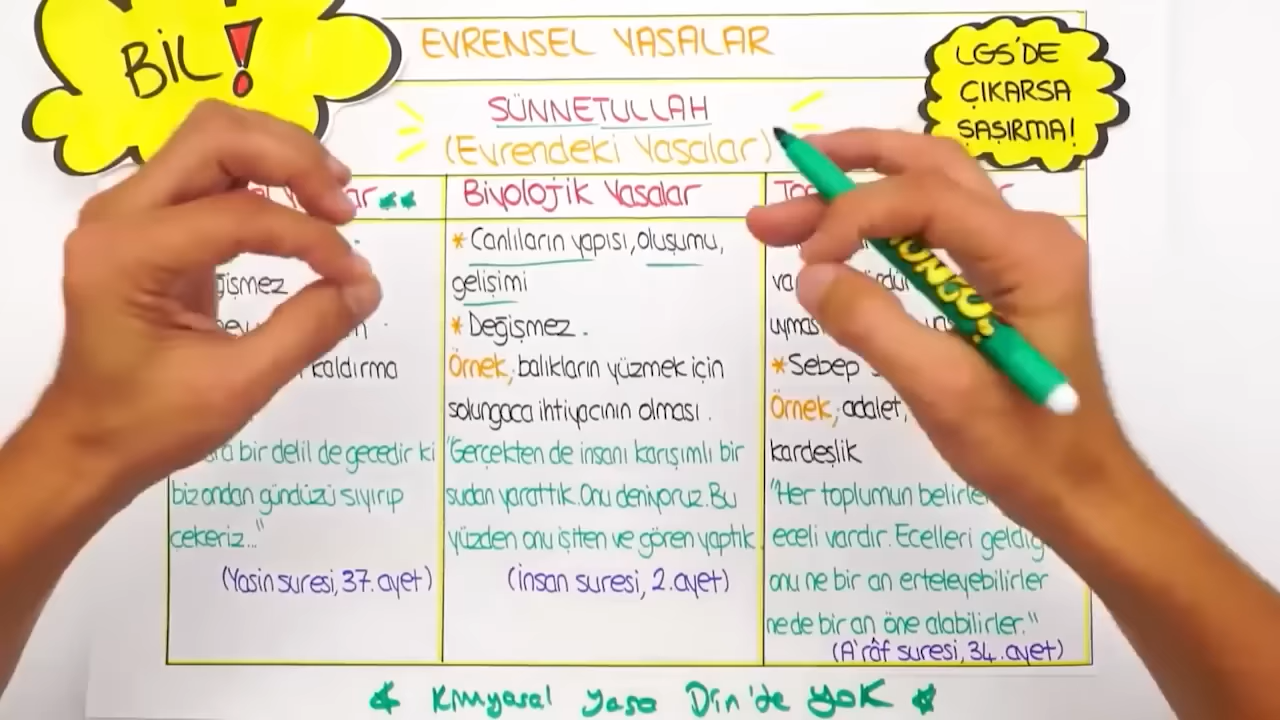 BİL!
EVRENSEL YASALAR
LGS'DE
ÇIKARSA
ŞAŞIRMA!
SÜNNETULLAH
(Evrendeki Yasalar)
Biyolojik Yasalar
kaldırma
bir delil de gecedir ki
biz ondan gündüzü sıyırıp
çekeriz..."
(Yasin suresi, 37. ayet)
* Canlıların yapısı, oluşumu,
gelişimi
* Değişmez.
Örnek; balıkların yüzmek için
solungaca ihtiyacının olması.
"Gerçekten de insanı karışımlı bir
sudan yarattık. Onu deniyoruz. Bu
yüzden onu işiten ve gören yaptık
(İnsan suresi, 2. ayet)
* Sebep
Örnek; adalet,
kardeşlik
"Her toplumun
eceli vardır. Ecelleri
onu ne bir an erteleyebilirler
ne de bir an öne alabilirler."
(A'râf suresi, 34. ayet)
Kimyasal Yasa Din'de YOK